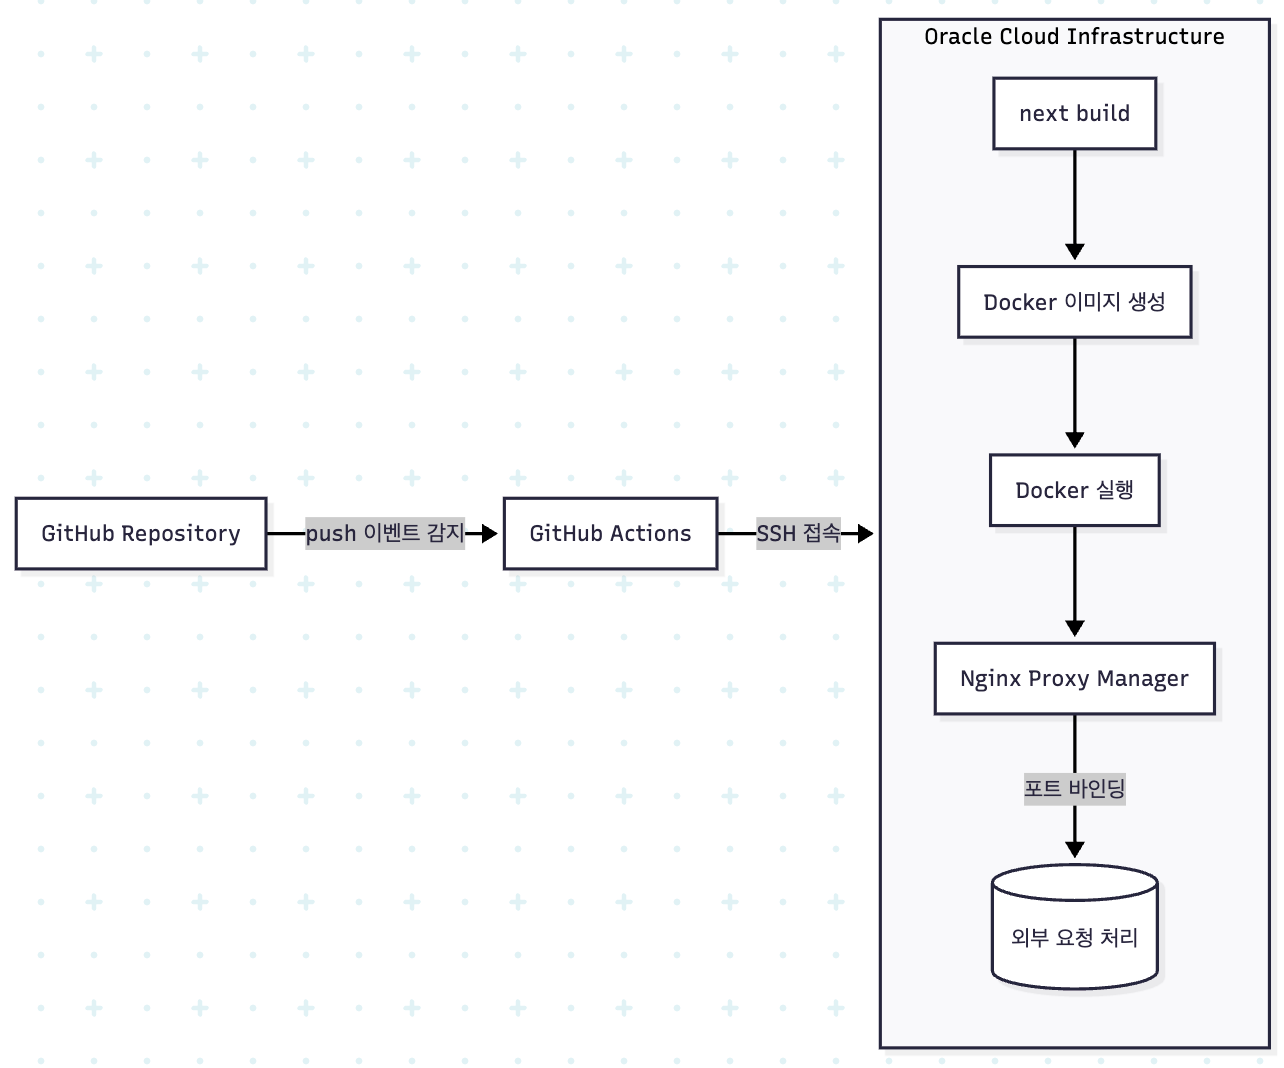 GitHub Repository
push 이벤트 감지
GitHub Actions
SSH 접속
Oracle Cloud Infrastructure
next build
Docker 이미지 생성
Docker 실행
Nginx Proxy Manager
포트 바인딩
외부 요청 처리